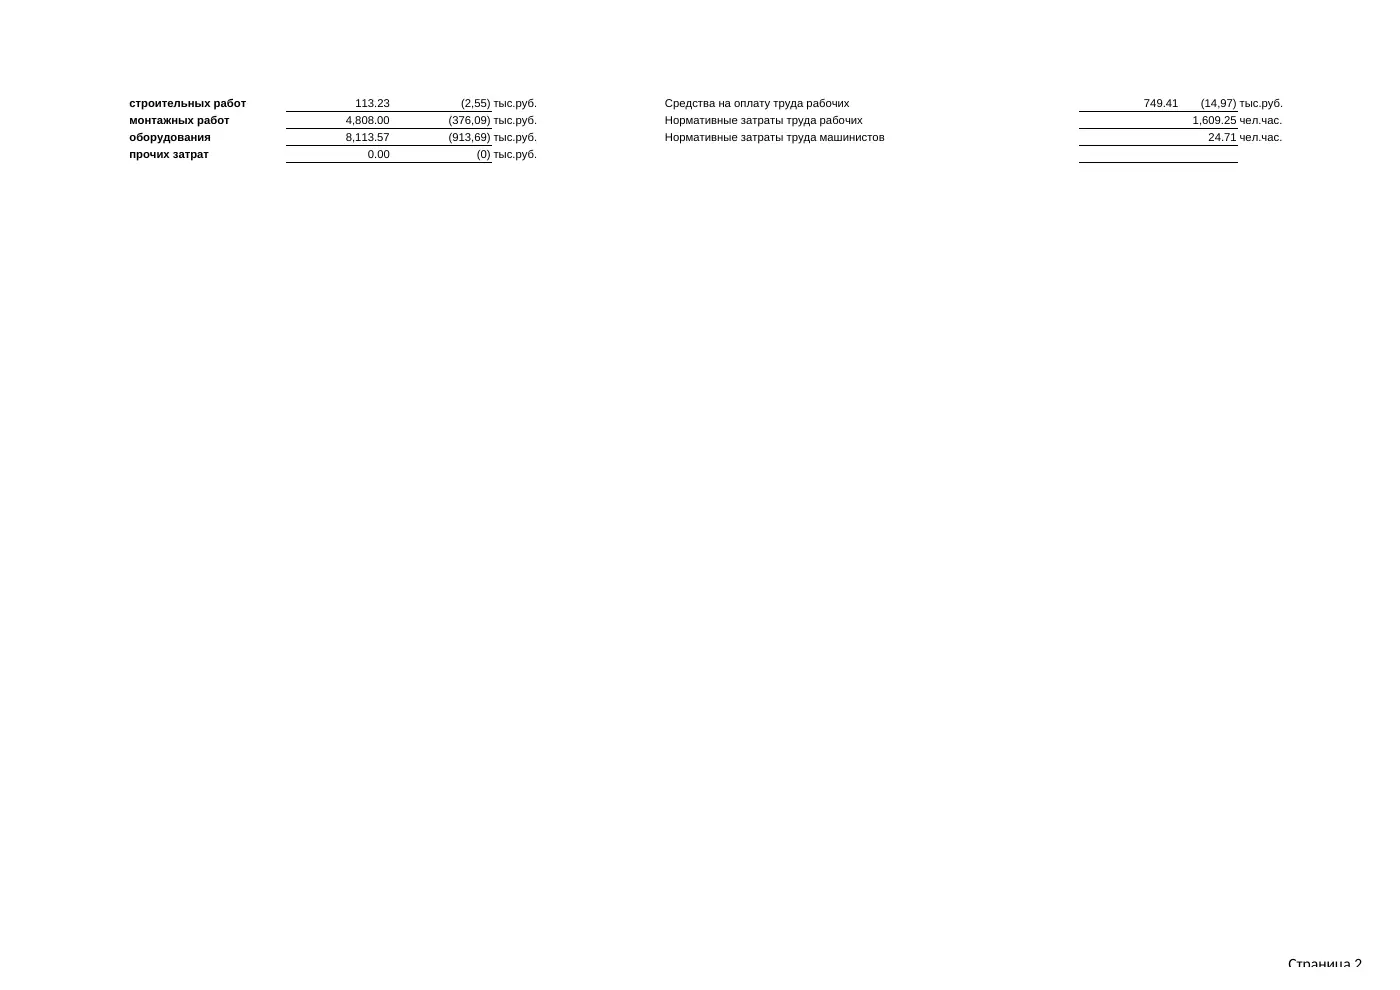 строительных работ 113.23 (2,55) тыс.руб. Средства на оплату труда рабочих 749.41 (14,97) тыс.руб.
монтажных работ 4,808.00 (376,09) тыс.руб. Нормативные затраты труда рабочих 1,609.25 чел.час.
оборудования 8,113.57 (913,69) тыс.руб. Нормативные затраты труда машинистов 24.71 чел.час.
прочих затрат 0.00 (0) тыс.руб.
Страница 2